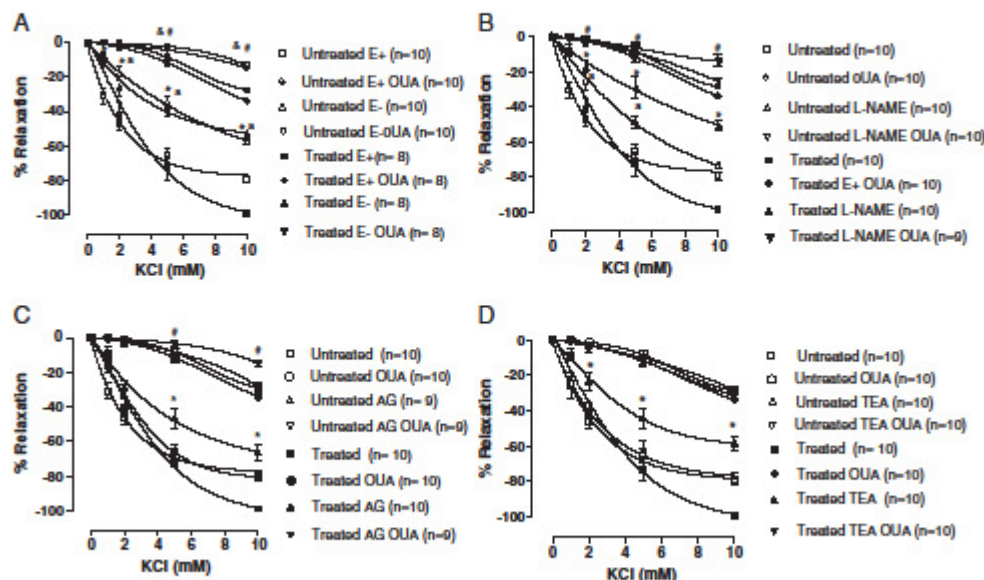 A
% Relaxation
0
-20
-40
-60
-80
-100
0 2 4 6 8 10
KCl (mM)
& #
& #
* *
* *
* *
Untreated E+ (n=10)
Untreated E+ OUA (n=10)
Untreated E- (n=10)
Untreated E-0UA (n=10)
Treated E+(n= 8)
Treated E+ OUA (n= 8)
Treated E- (n=8)
Treated E- OUA (n=8)
B
% Relaxation
0
-20
-40
-60
-80
-100
0 2 4 6 8 10
KCl (mM)
#
#
#
*
*
*
*
*
Untreated (n=10)
Untreated 0UA (n=10)
Untreated L-NAME (n=10)
Untreated L-NAME OUA (n=10)
Treated (n=10)
Treated E+ OUA (n= 10)
Treated L-NAME (n=10)
Treated L-NAME OUA (n=9)
C
% Relaxation
0
-20
-40
-60
-80
-100
0 2 4 6 8 10
KCl (mM)
#
#
*
*
Untreated (n=10)
Untreated OUA (n=10)
Untreated AG (n= 9)
Untreated AG OUA (n=9)
Treated (n= 10)
Treated OUA (n= 10)
Treated AG (n=10)
Treated AG OUA (n=9)
D
% Relaxation
0
-20
-40
-60
-80
-100
0 2 4 6 8 10
KCl (mM)
*
*
*
Untreated (n=10)
Untreated OUA (n=10)
Untreated TEA (n=10)
Untreated TEA OUA (n=10)
Treated (n= 10)
Treated OUA (n=10)
Treated TEA (n=10)
Treated TEA OUA (n=10)